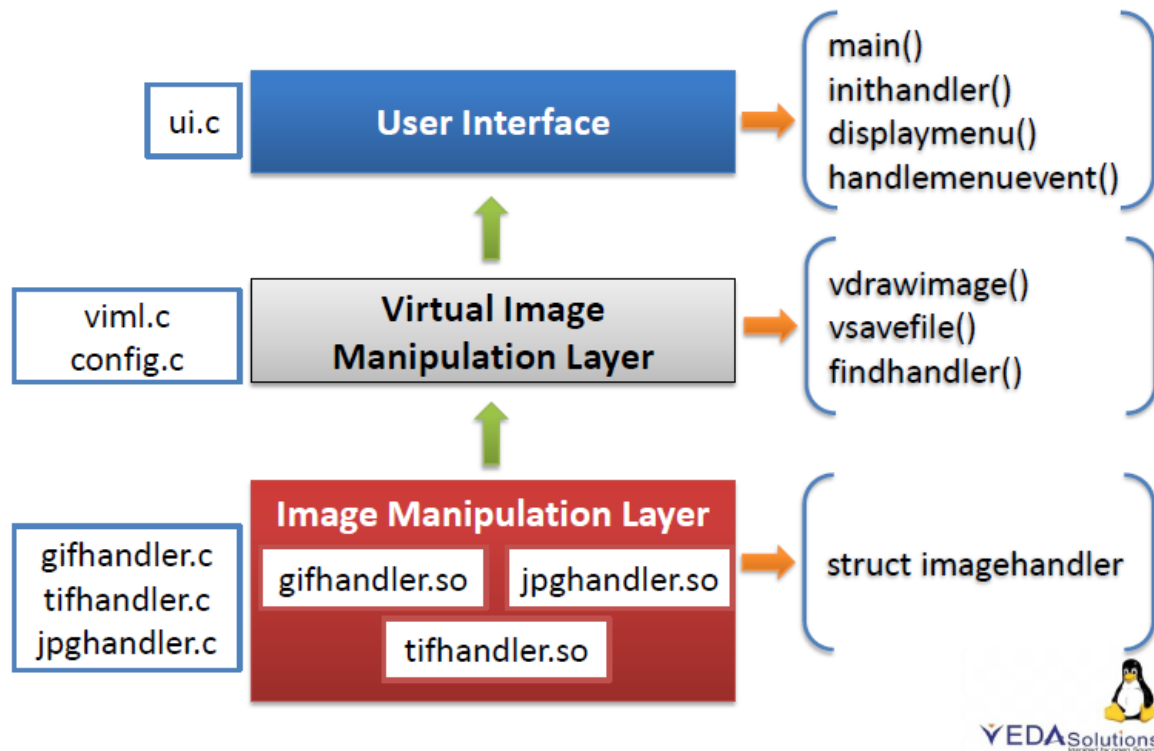 ui.c
User Interface
main()
inithandler()
displaymenu()
handlemenuevent()
viml.c
config.c
Virtual Image
Manipulation Layer
vdrawimage()
vsavefile()
findhandler()
gifhandler.c
tifhandler.c
jpghandler.c
Image Manipulation Layer
gifhandler.so
jpghandler.so
tifhandler.so
struct imagehandler
VEDA Solutions